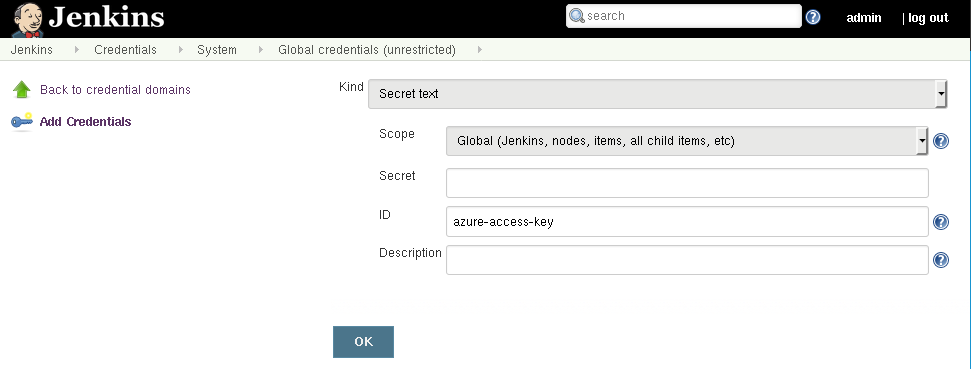 Jenkins
search
admin | log out
Jenkins Credentials System Global credentials (unrestricted)
Back to credential domains
Add Credentials
Kind Secret text
Scope Global (Jenkins, nodes, items, all child items, etc)
Secret
ID azure-access-key
Description
OK